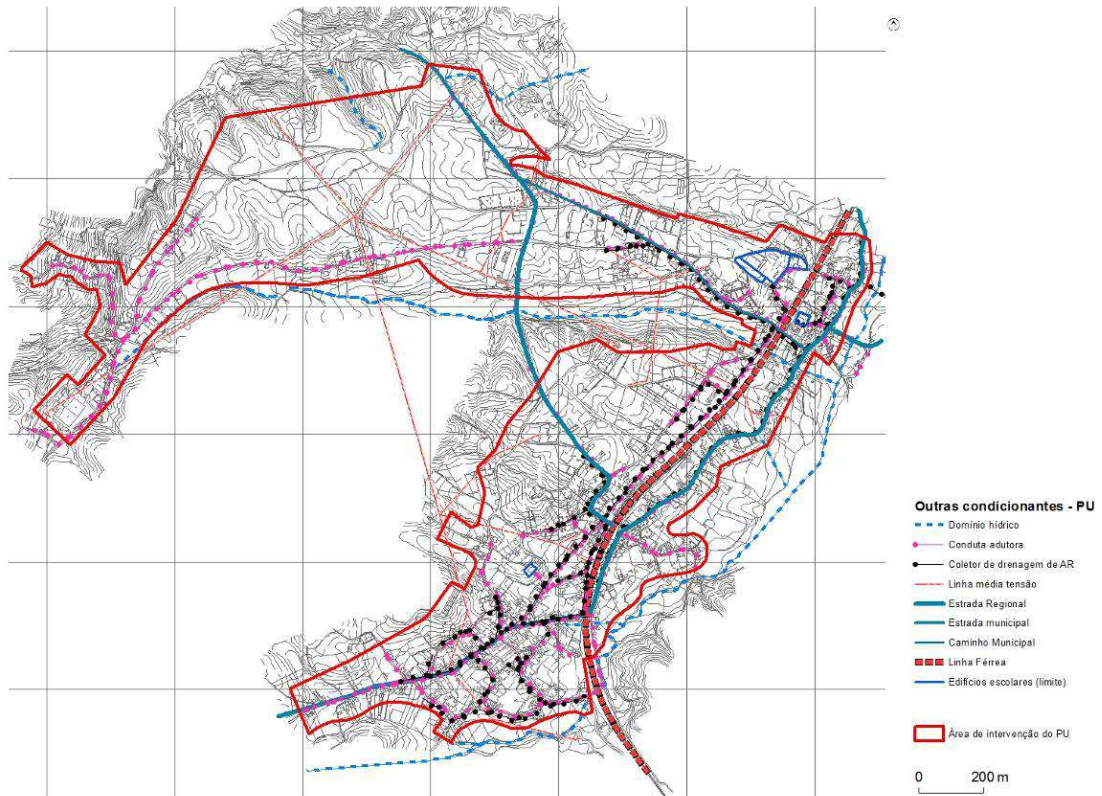 Outras condicionantes - PU
Domínio hídrico
Conduta adutora
Coletor de drenagem de AR
Linha média tensão
Estrada Regional
Estrada municipal
Caminho Municipal
Linha Férrea
Edifícios escolares (limite)
Área de intervenção do PU
0 200 m